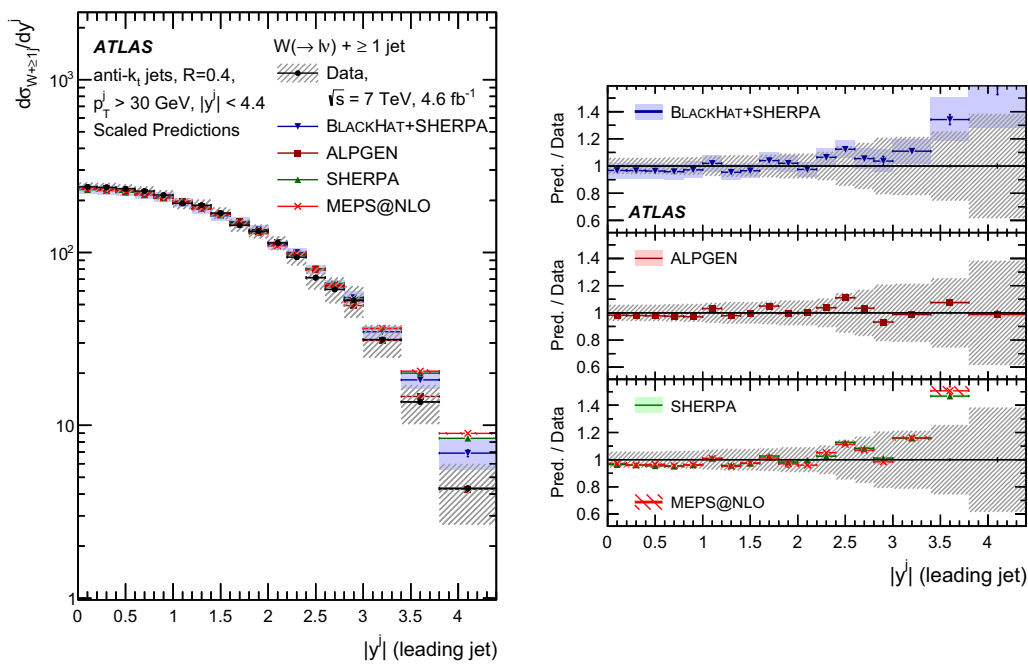 dσ_{W+≥1j}/dy^j
ATLAS
W(→ lν) + ≥ 1 jet
anti-k_t jets, R=0.4,
p_T^j > 30 GeV, |y^j| < 4.4
Scaled Predictions
Data,
√s = 7 TeV, 4.6 fb^{-1}
BLACKHAT+SHERPA
ALPGEN
SHERPA
MEPS@NLO
10^3
10^2
10
1
0 0.5 1 1.5 2 2.5 3 3.5 4
|y^j| (leading jet)
Pred. / Data
BLACKHAT+SHERPA
ATLAS
1.4
1.2
1
0.8
0.6
Pred. / Data
ALPGEN
1.4
1.2
1
0.8
0.6
Pred. / Data
SHERPA
MEPS@NLO
1.4
1.2
1
0.8
0.6
0 0.5 1 1.5 2 2.5 3 3.5 4
|y^j| (leading jet)